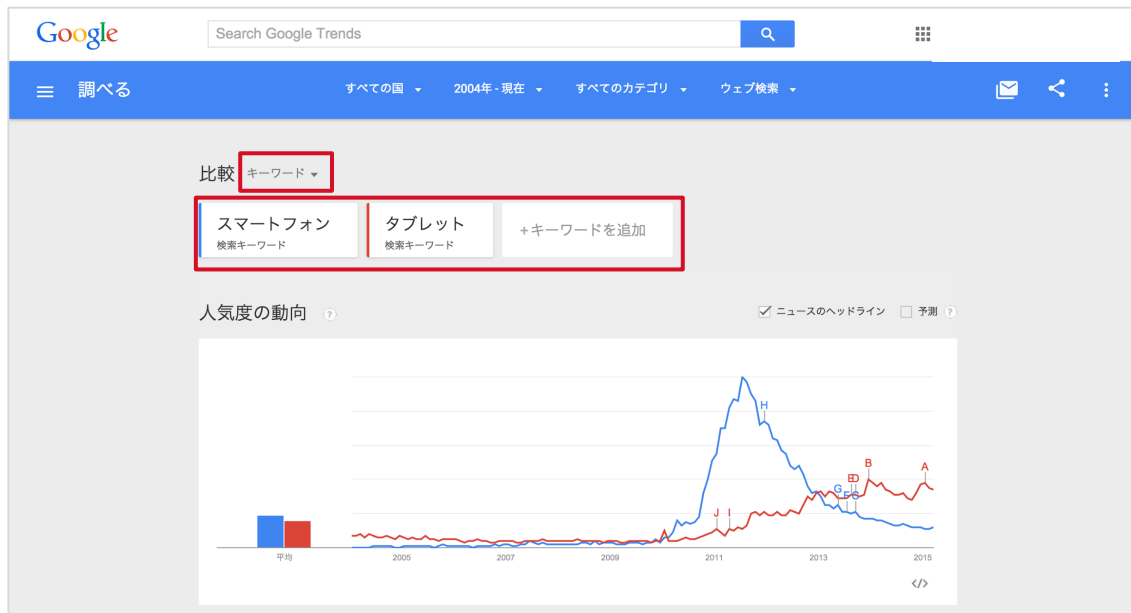 Google
Search Google Trends
調べる
すべての国
2004年 - 現在
すべてのカテゴリ
ウェブ検索
比較 キーワード
スマートフォン
検索キーワード
タブレット
検索キーワード
+キーワードを追加
人気度の動向 ?
ニュースのヘッドライン
予測 ?
H
B
A
E D
G F C
J I
平均
2005
2007
2009
2011
2013
2015
</>